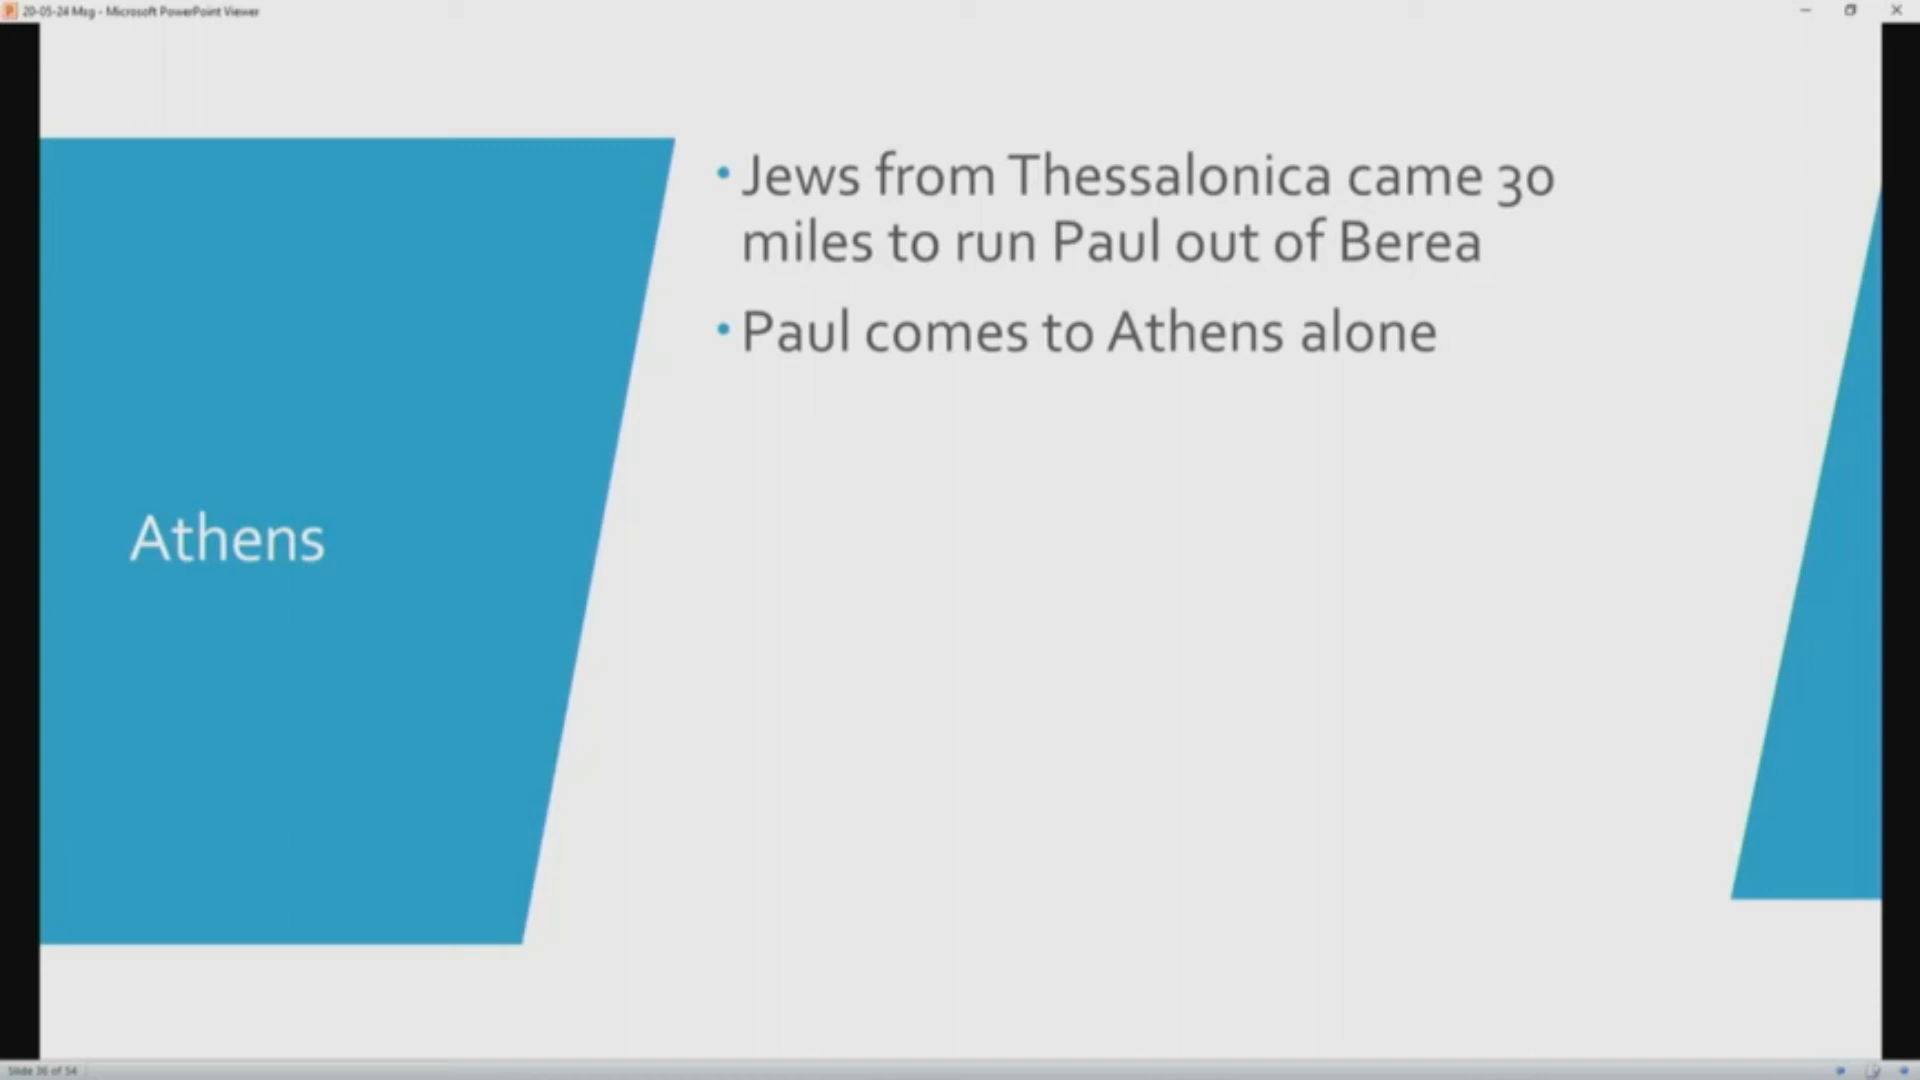 20-05-24 Msg - Microsoft PowerPoint Viewer
Athens
• Jews from Thessalonica came 30
miles to run Paul out of Berea
• Paul comes to Athens alone
Slide 36 of 54